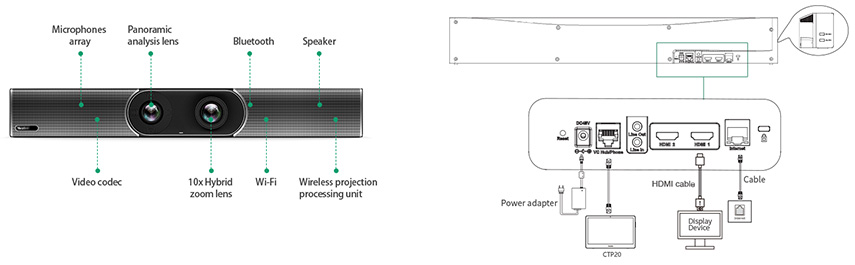 Microphones
array
Panoramic
analysis lens
Bluetooth
Speaker
Video codec
10x Hybrid
zoom lens
Wi-Fi
Wireless projection
processing unit
Reset
DC48V
VC Hub/Phone
Line Out
Line In
HDMI 2
HDMI 1
Internet
Power adapter
HDMI cable
Cable
CTP20
Display
Device